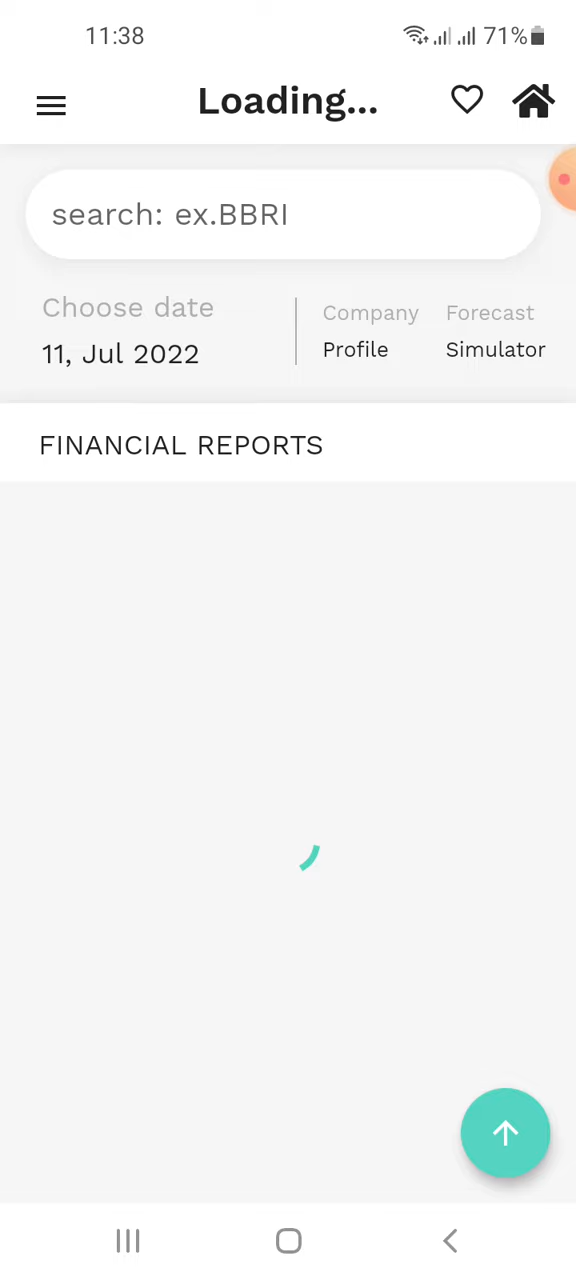 11:38
71%
Loading...
search: ex.BBRI
Choose date
11, Jul 2022
Company
Profile
Forecast
Simulator
FINANCIAL REPORTS